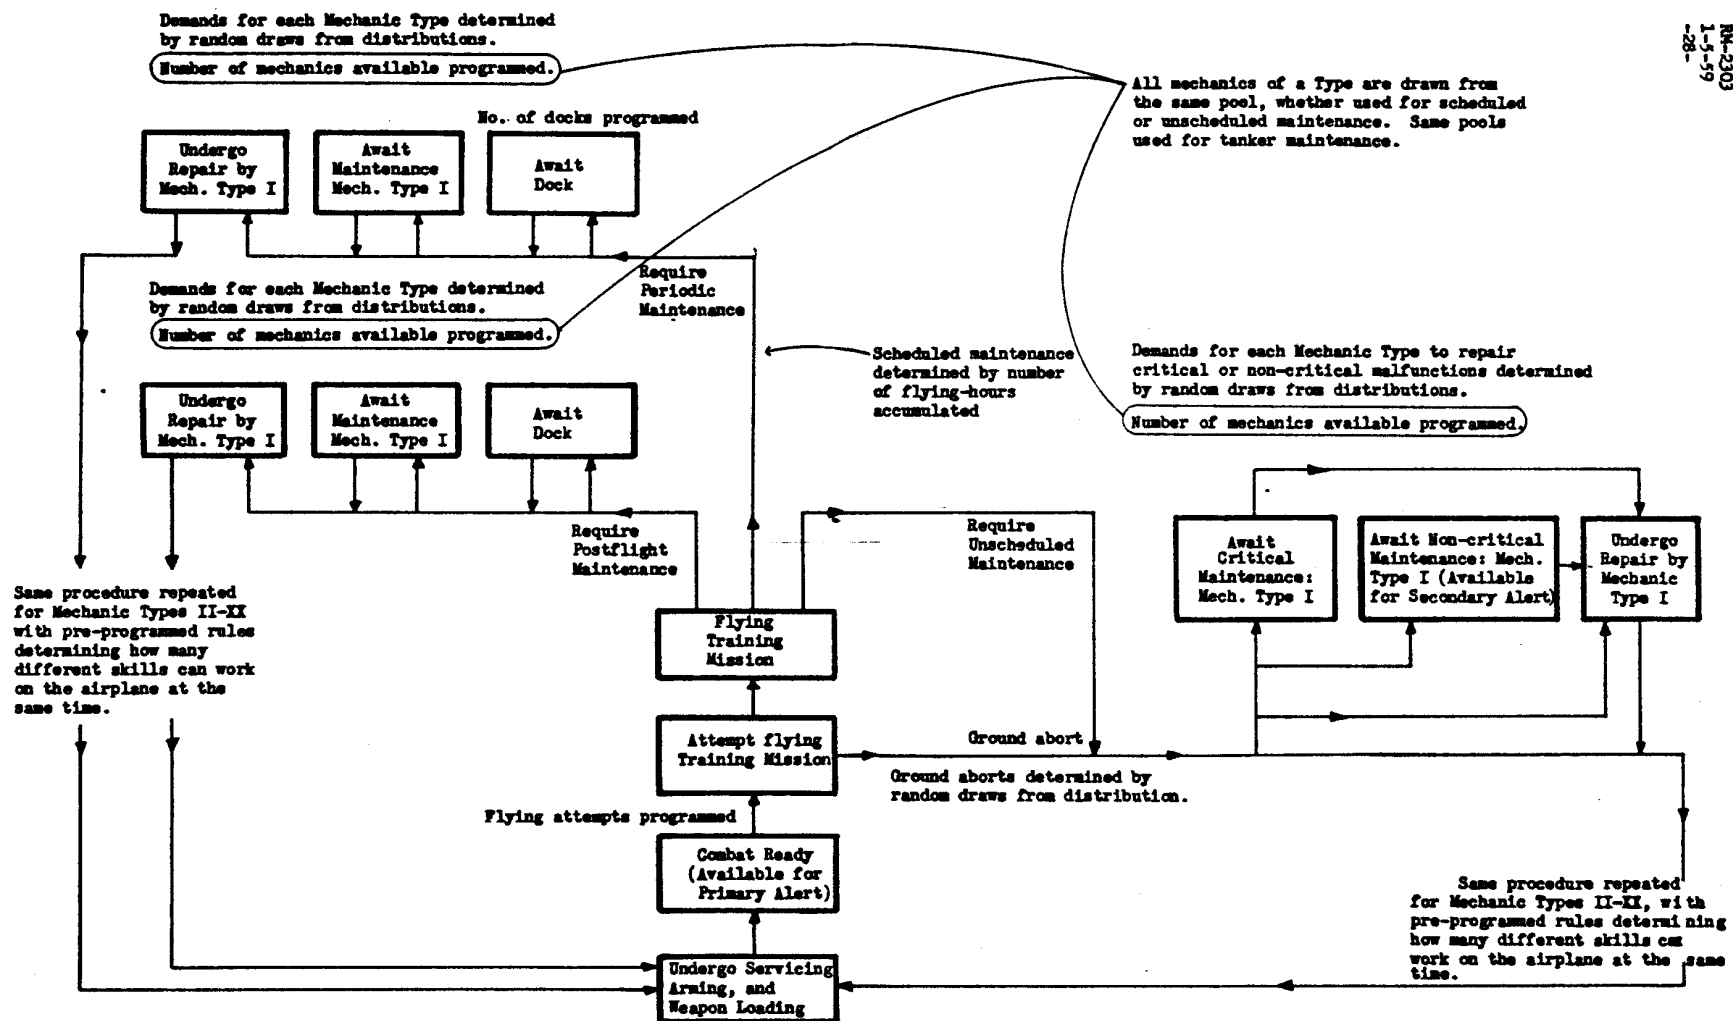 RM-2303
1-5-59
-28-
Demands for each Mechanic Type determined
by random draws from distributions.
Number of mechanics available programmed.
All mechanics of a Type are drawn from
the same pool, whether used for scheduled
or unscheduled maintenance. Same pools
used for tanker maintenance.
No. of docks programmed
Undergo
Repair by
Mech. Type I
Await
Maintenance
Mech. Type I
Await
Dock
Require
Periodic
Maintenance
Demands for each Mechanic Type determined
by random draws from distributions.
Number of mechanics available programmed.
Scheduled maintenance
determined by number
of flying-hours
accumulated
Demands for each Mechanic Type to repair
critical or non-critical malfunctions determined
by random draws from distributions.
Number of mechanics available programmed.
Undergo
Repair by
Mech. Type I
Await
Maintenance
Mech. Type I
Await
Dock
Require
Postflight
Maintenance
Require
Unscheduled
Maintenance
Await
Critical
Maintenance:
Mech. Type I
Await Non-critical
Maintenance: Mech.
Type I (Available
for Secondary Alert)
Undergo
Repair by
Mechanic
Type I
Same procedure repeated
for Mechanic Types II-XX
with pre-programmed rules
determining how many
different skills can work
on the airplane at the
same time.
Flying
Training
Mission
Attempt flying
Training Mission
Ground abort
Ground aborts determined by
random draws from distribution.
Flying attempts programmed
Combat Ready
(Available for
Primary Alert)
Same procedure repeated
for Mechanic Types II-XX, with
pre-programmed rules determining
how many different skills can
work on the airplane at the same
time.
Undergo Servicing
Arming, and
Weapon Loading